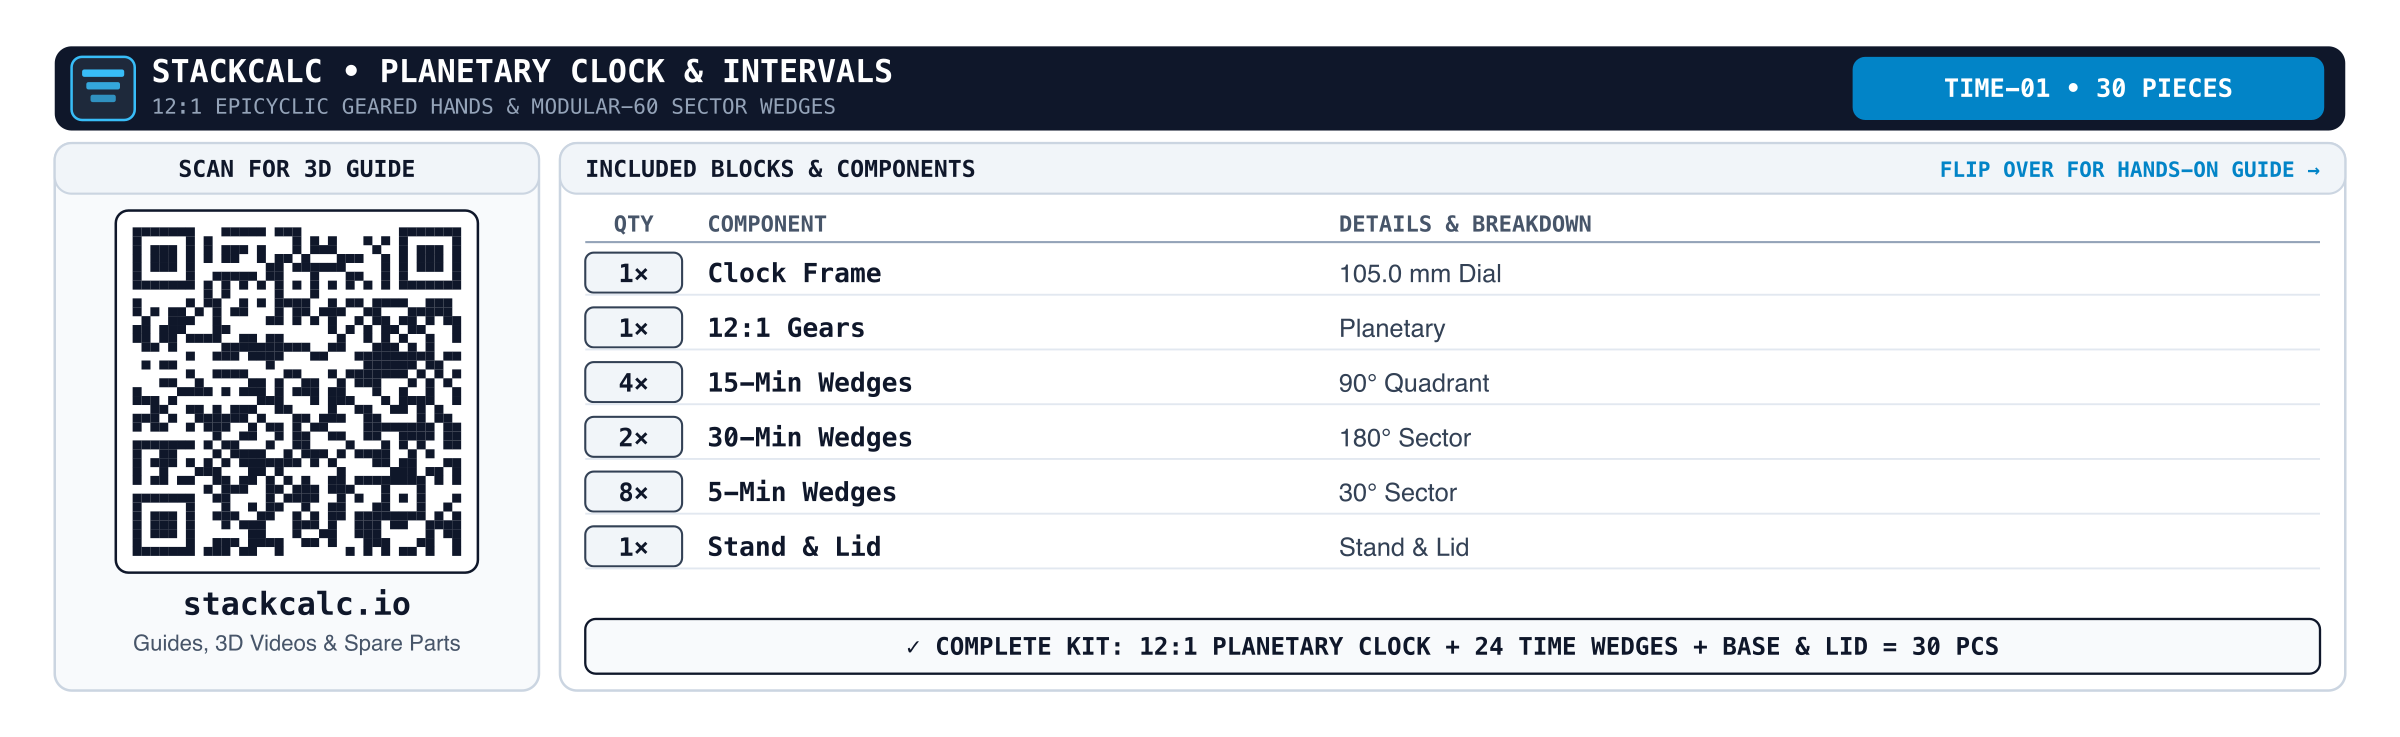 STACKCALC • PLANETARY CLOCK & INTERVALS
12:1 EPICYCLIC GEARED HANDS & MODULAR-60 SECTOR WEDGES
TIME-01 • 30 PIECES
SCAN FOR 3D GUIDE
stackcalc.io
Guides, 3D Videos & Spare Parts
INCLUDED BLOCKS & COMPONENTS
FLIP OVER FOR HANDS-ON GUIDE →
QTY COMPONENT DETAILS & BREAKDOWN
1× Clock Frame 105.0 mm Dial
1× 12:1 Gears Planetary
4× 15-Min Wedges 90° Quadrant
2× 30-Min Wedges 180° Sector
8× 5-Min Wedges 30° Sector
1× Stand & Lid Stand & Lid
✓ COMPLETE KIT: 12:1 PLANETARY CLOCK + 24 TIME WEDGES + BASE & LID = 30 PCS